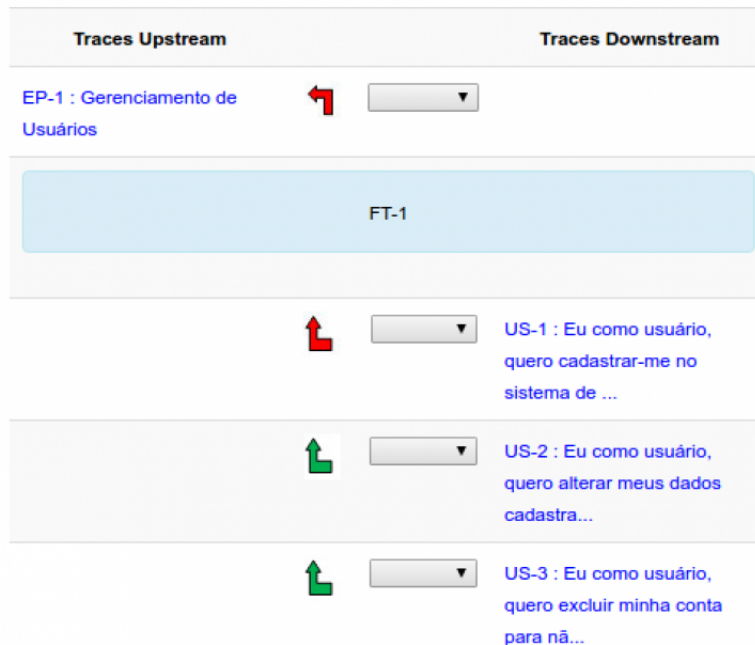 Traces Upstream Traces Downstream
EP-1 : Gerenciamento de
Usuários
FT-1
US-1 : Eu como usuário,
quero cadastrar-me no
sistema de ...
US-2 : Eu como usuário,
quero alterar meus dados
cadastra...
US-3 : Eu como usuário,
quero excluir minha conta
para nã...